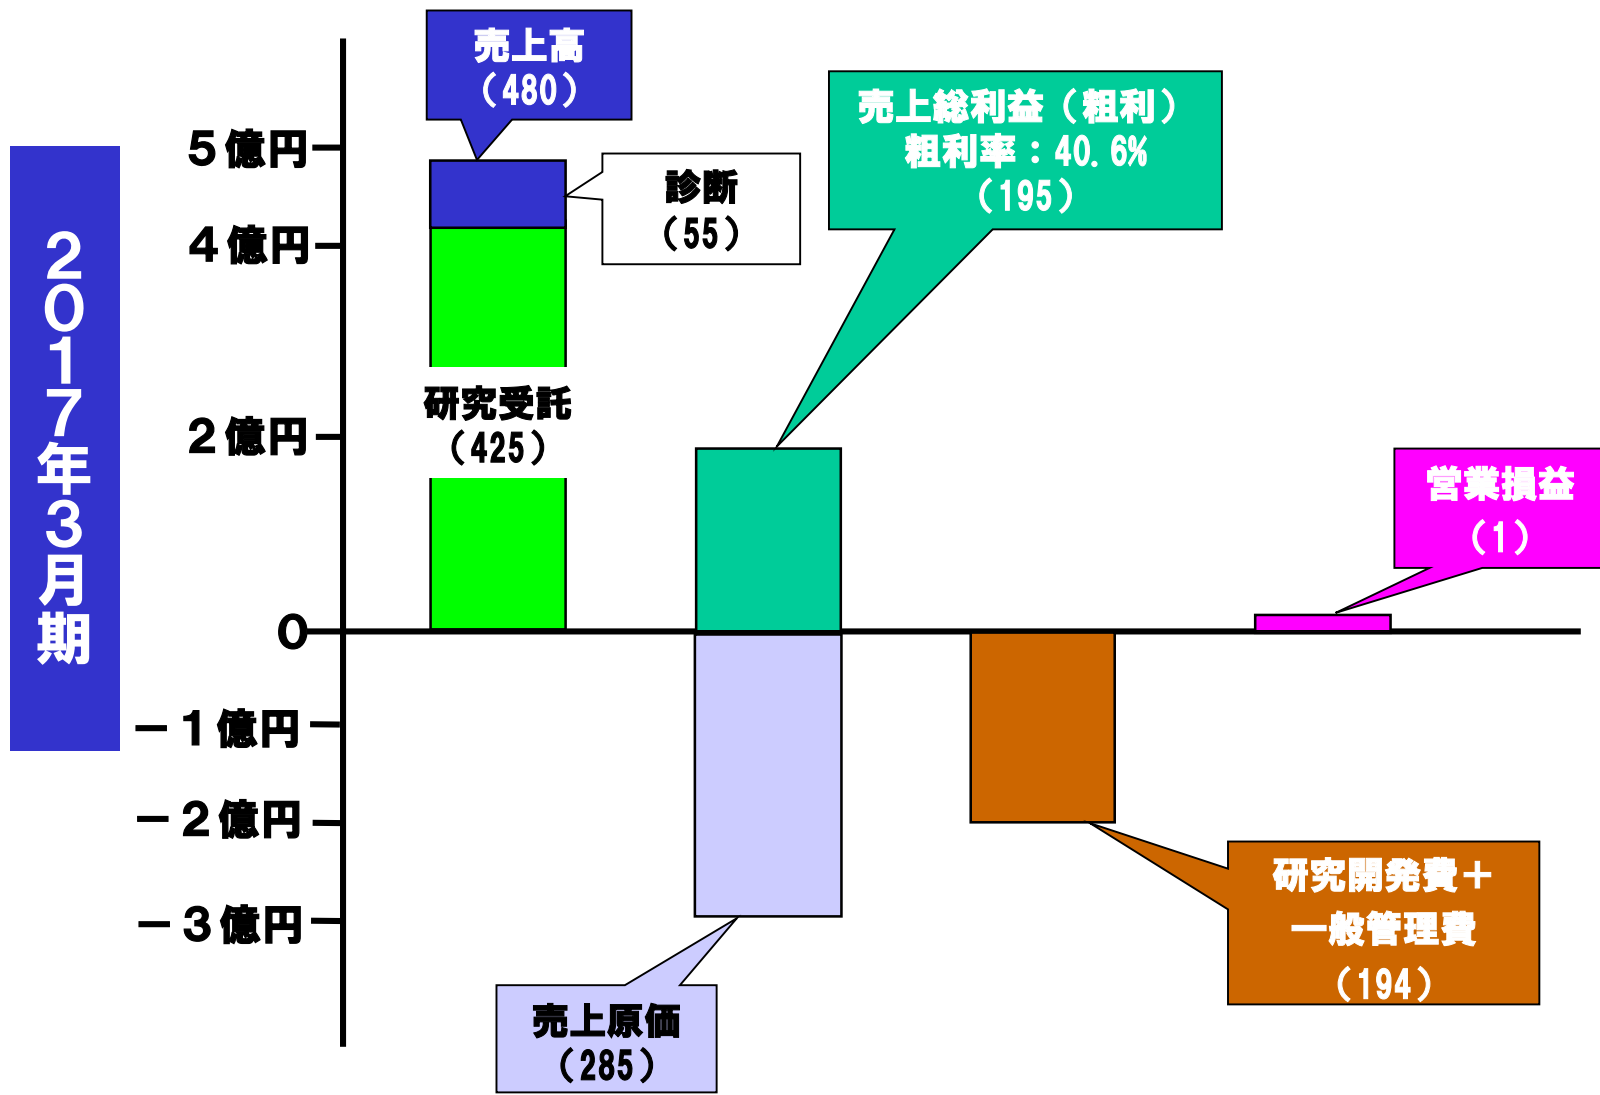 ２０１７年３月期
５億円
４億円
２億円
０
－１億円
－２億円
－３億円
売上高
（480）
診断
（55）
研究受託
（425）
売上総利益（粗利）
粗利率：40.6%
（195）
売上原価
（285）
研究開発費＋
一般管理費
（194）
営業損益
（1）